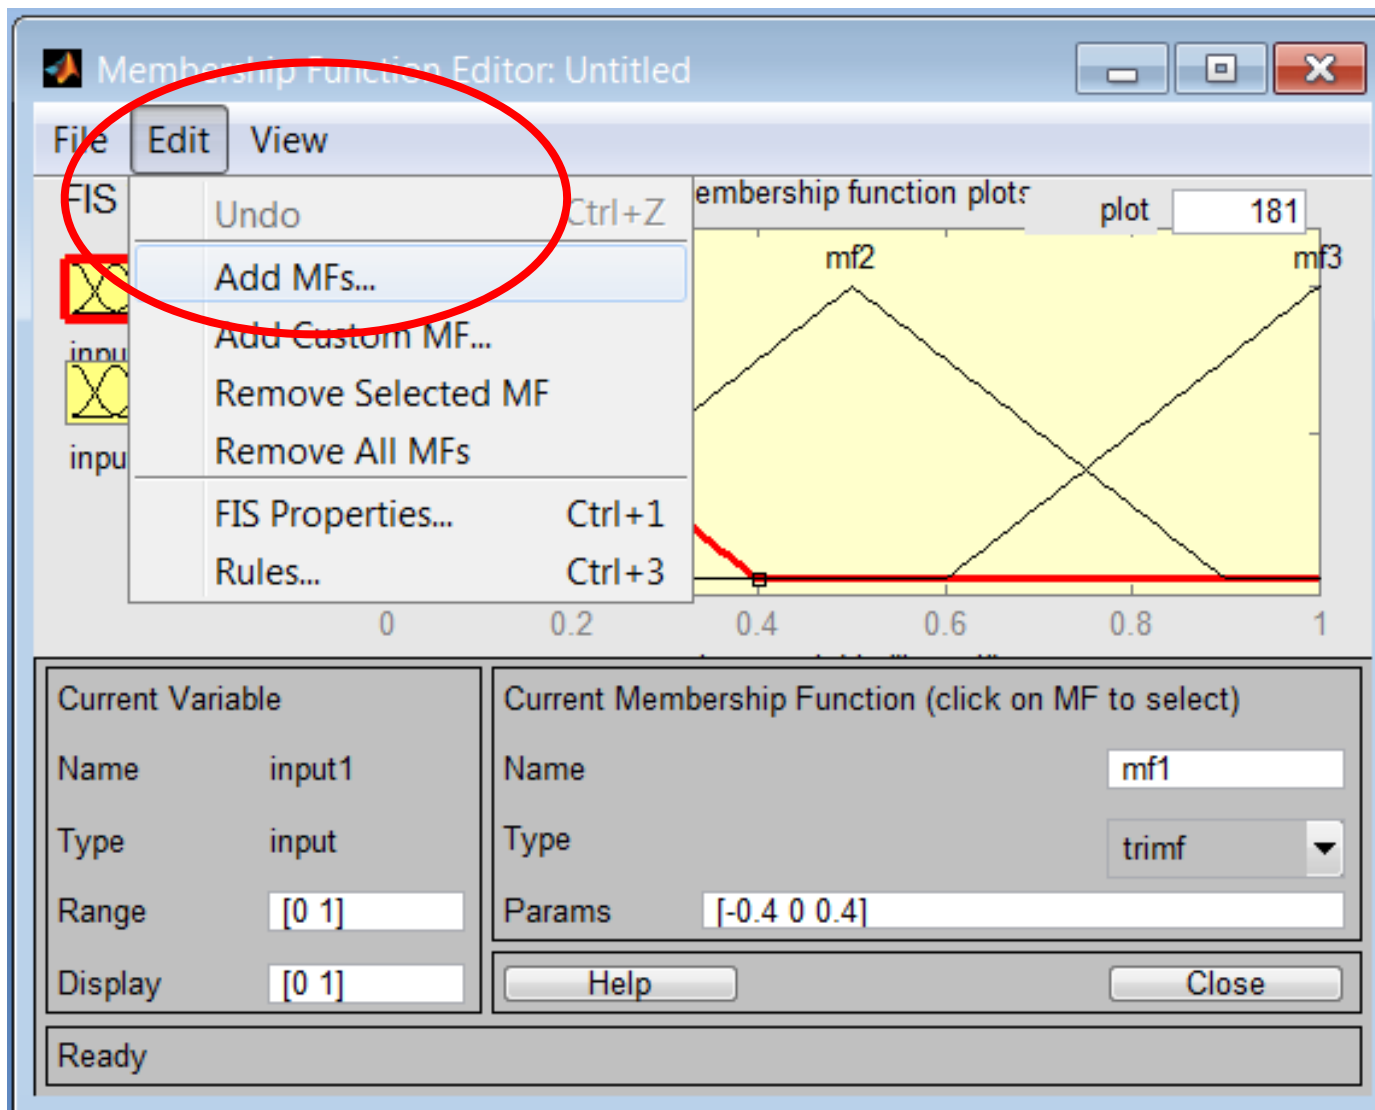 Membership Function Editor: Untitled
File Edit View
FIS
embership function plots
plot 181
Undo Ctrl+Z
Add MFs...
Add Custom MF...
Remove Selected MF
Remove All MFs
FIS Properties... Ctrl+1
Rules... Ctrl+3
mf2 mf3
inpu
inpu
0 0.2 0.4 0.6 0.8 1
Current Variable
Name input1
Type input
Range [0 1]
Display [0 1]
Current Membership Function (click on MF to select)
Name mf1
Type trimf
Params [-0.4 0 0.4]
Help Close
Ready